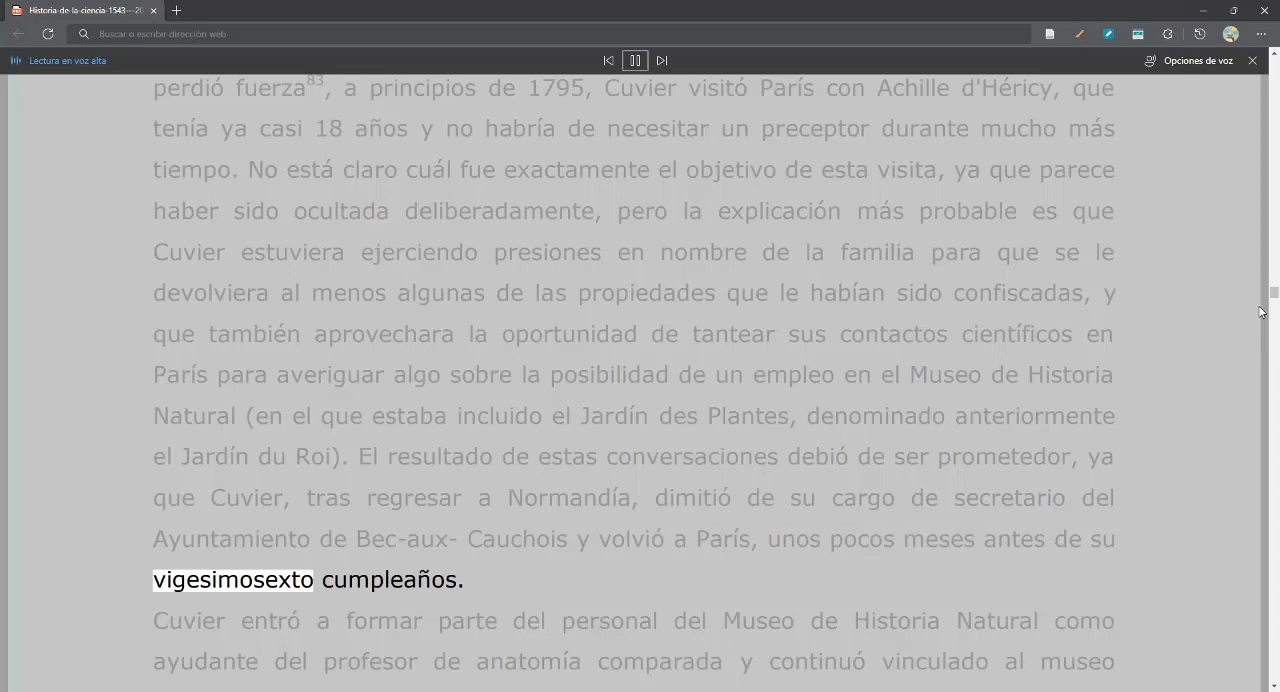 Historia-de-la-ciencia-1543---20
Buscar o escribir dirección web
Lectura en voz alta
Opciones de voz
perdió fuerza83, a principios de 1795, Cuvier visitó París con Achille d'Héricy, que
tenía ya casi 18 años y no habría de necesitar un preceptor durante mucho más
tiempo. No está claro cuál fue exactamente el objetivo de esta visita, ya que parece
haber sido ocultada deliberadamente, pero la explicación más probable es que
Cuvier estuviera ejerciendo presiones en nombre de la familia para que se le
devolviera al menos algunas de las propiedades que le habían sido confiscadas, y
que también aprovechara la oportunidad de tantear sus contactos científicos en
París para averiguar algo sobre la posibilidad de un empleo en el Museo de Historia
Natural (en el que estaba incluido el Jardín des Plantes, denominado anteriormente
el Jardín du Roi). El resultado de estas conversaciones debió de ser prometedor, ya
que Cuvier, tras regresar a Normandía, dimitió de su cargo de secretario del
Ayuntamiento de Bec-aux- Cauchois y volvió a París, unos pocos meses antes de su
vigesimosexto cumpleaños.
Cuvier entró a formar parte del personal del Museo de Historia Natural como
ayudante del profesor de anatomía comparada y continuó vinculado al museo